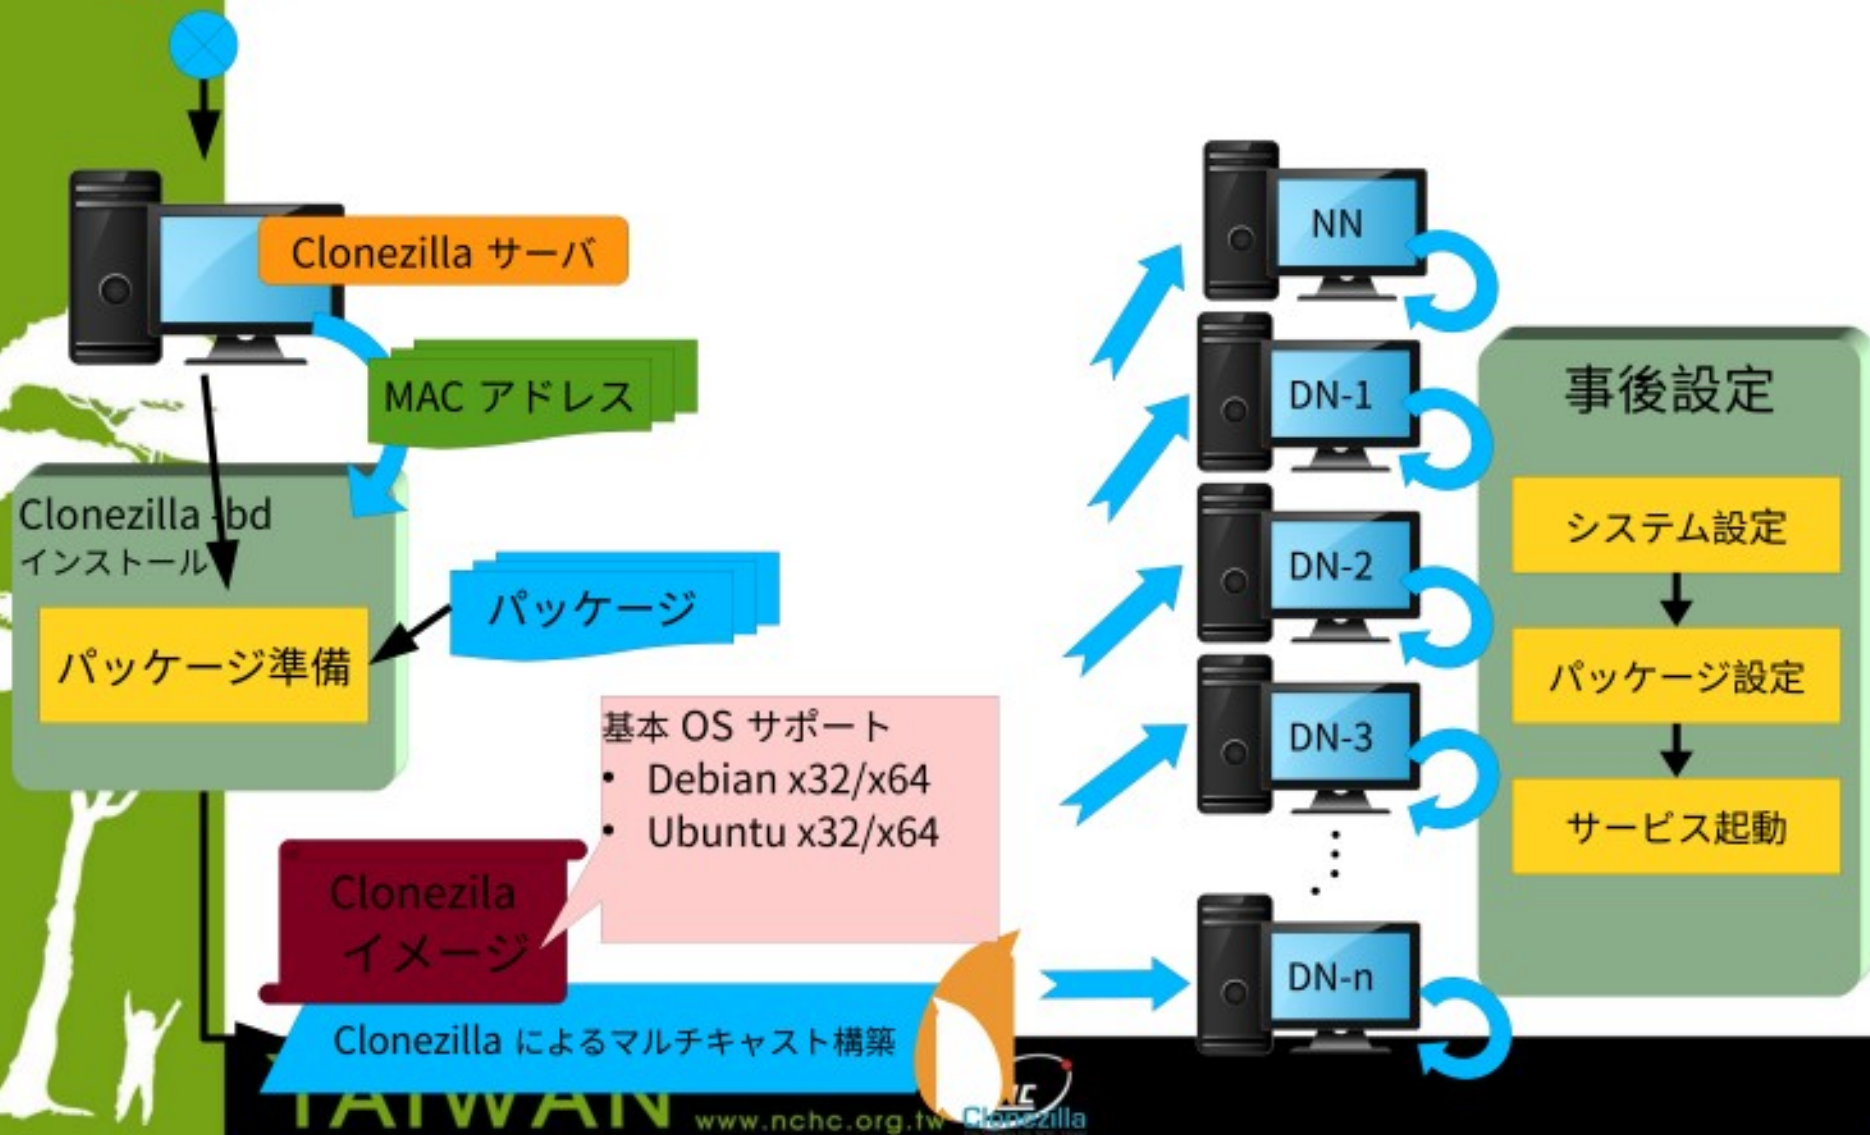 Clonezilla サーバ
MAC アドレス
Clonezilla -bd
インストール
パッケージ準備
パッケージ
基本 OS サポート
• Debian x32/x64
• Ubuntu x32/x64
Clonezila
イメージ
Clonezilla によるマルチキャスト構築
NN
DN-1
DN-2
DN-3
DN-n
事後設定
システム設定
パッケージ設定
サービス起動
TAIWAN
www.nchc.org.tw
Clonezilla